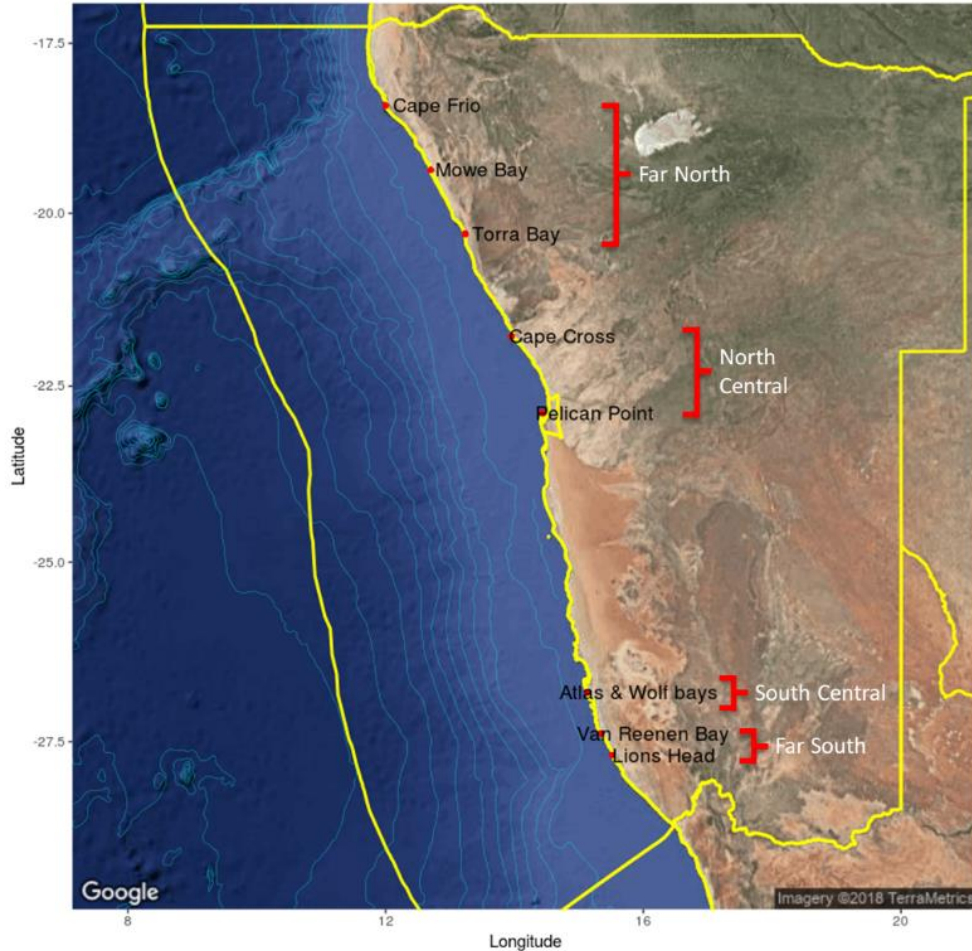 -17.5
Cape Frio
Far North
Mowe Bay
-20.0
Torra Bay
Cape Cross
North
Central
-22.5
Pelican Point
Latitude
-25.0
Atlas & Wolf bays
South Central
Van Reenen Bay
Far South
-27.5
Lions Head
Google
Imagery ©2018 TerraMetrics
8
12
16
20
Longitude